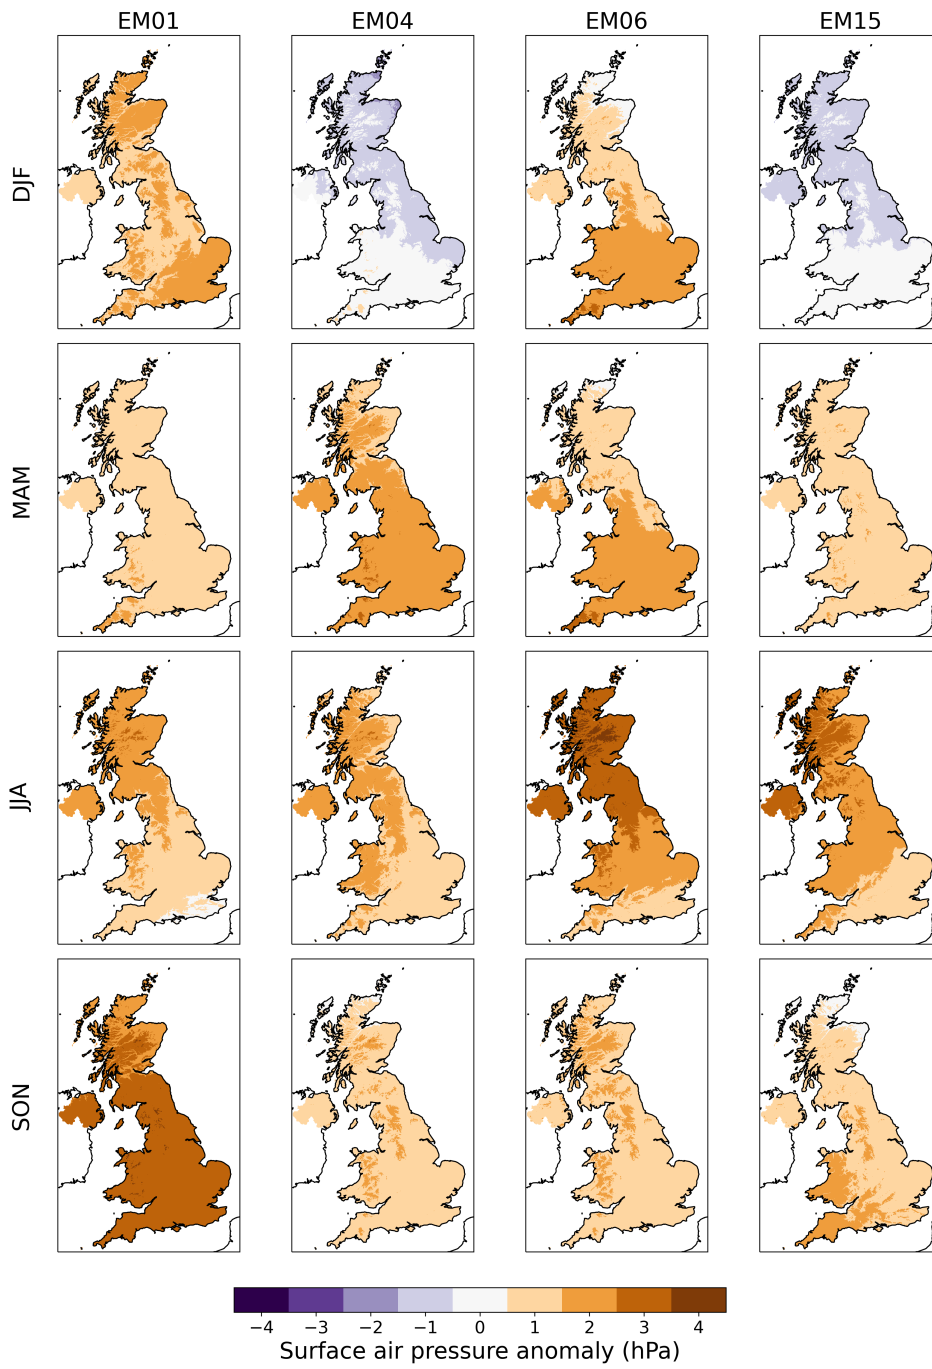 EM01 EM04 EM06 EM15
DJF
MAM
JJA
SON
−4 −3 −2 −1 0 1 2 3 4
Surface air pressure anomaly (hPa)